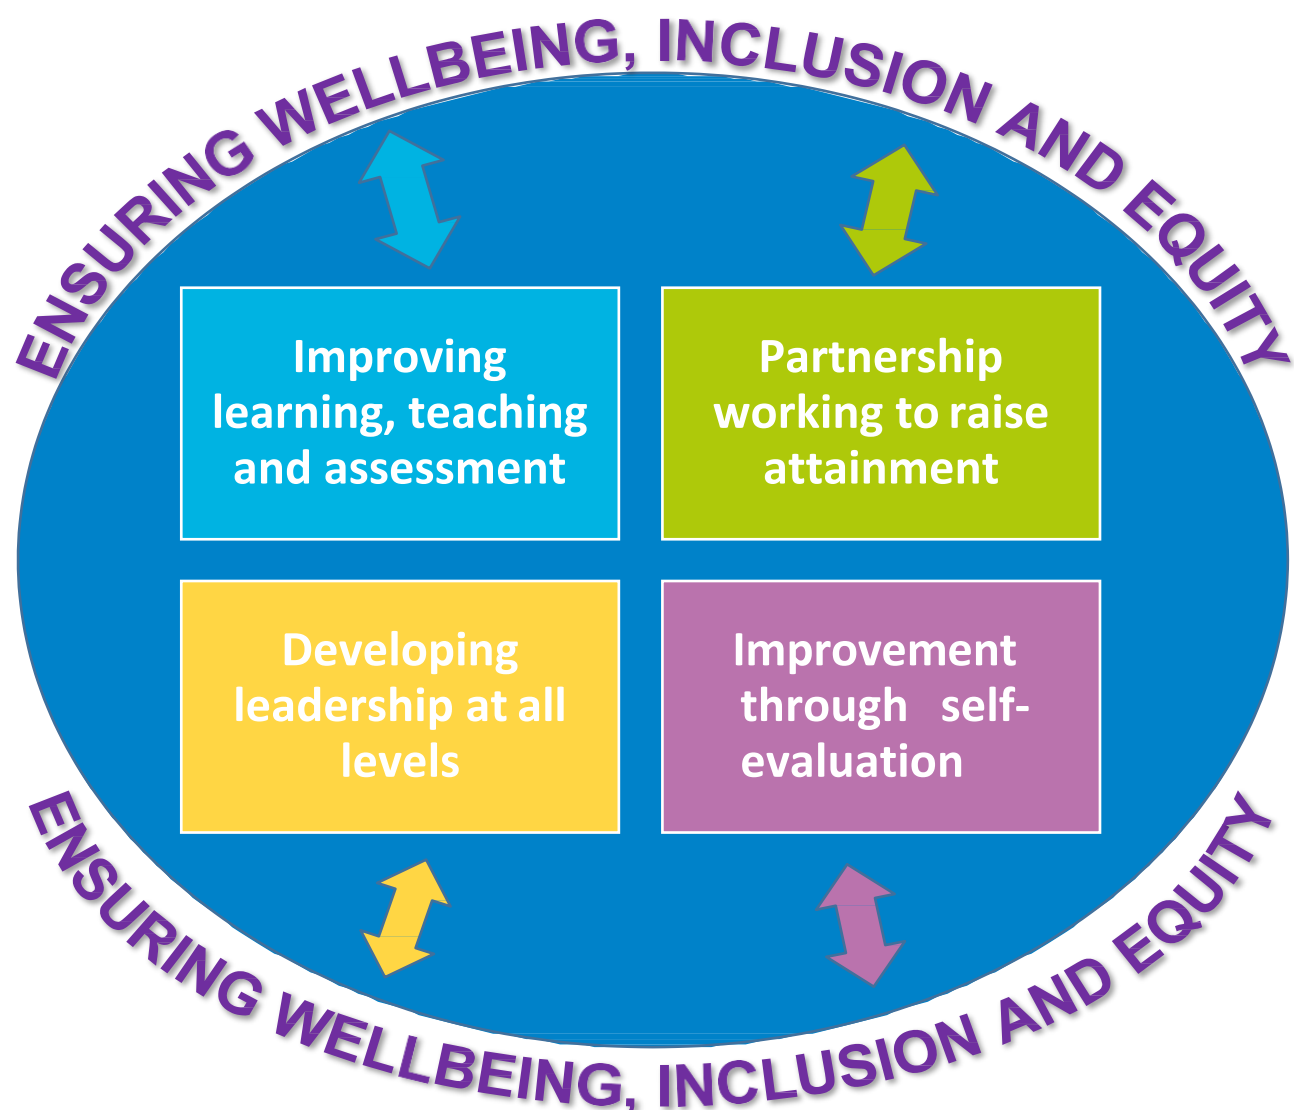 ENSURING WELLBEING, INCLUSION AND EQUITY
Improving
learning, teaching
and assessment
Partnership
working to raise
attainment
Developing
leadership at all
levels
Improvement
through self-
evaluation
ENSURING WELLBEING, INCLUSION AND EQUITY